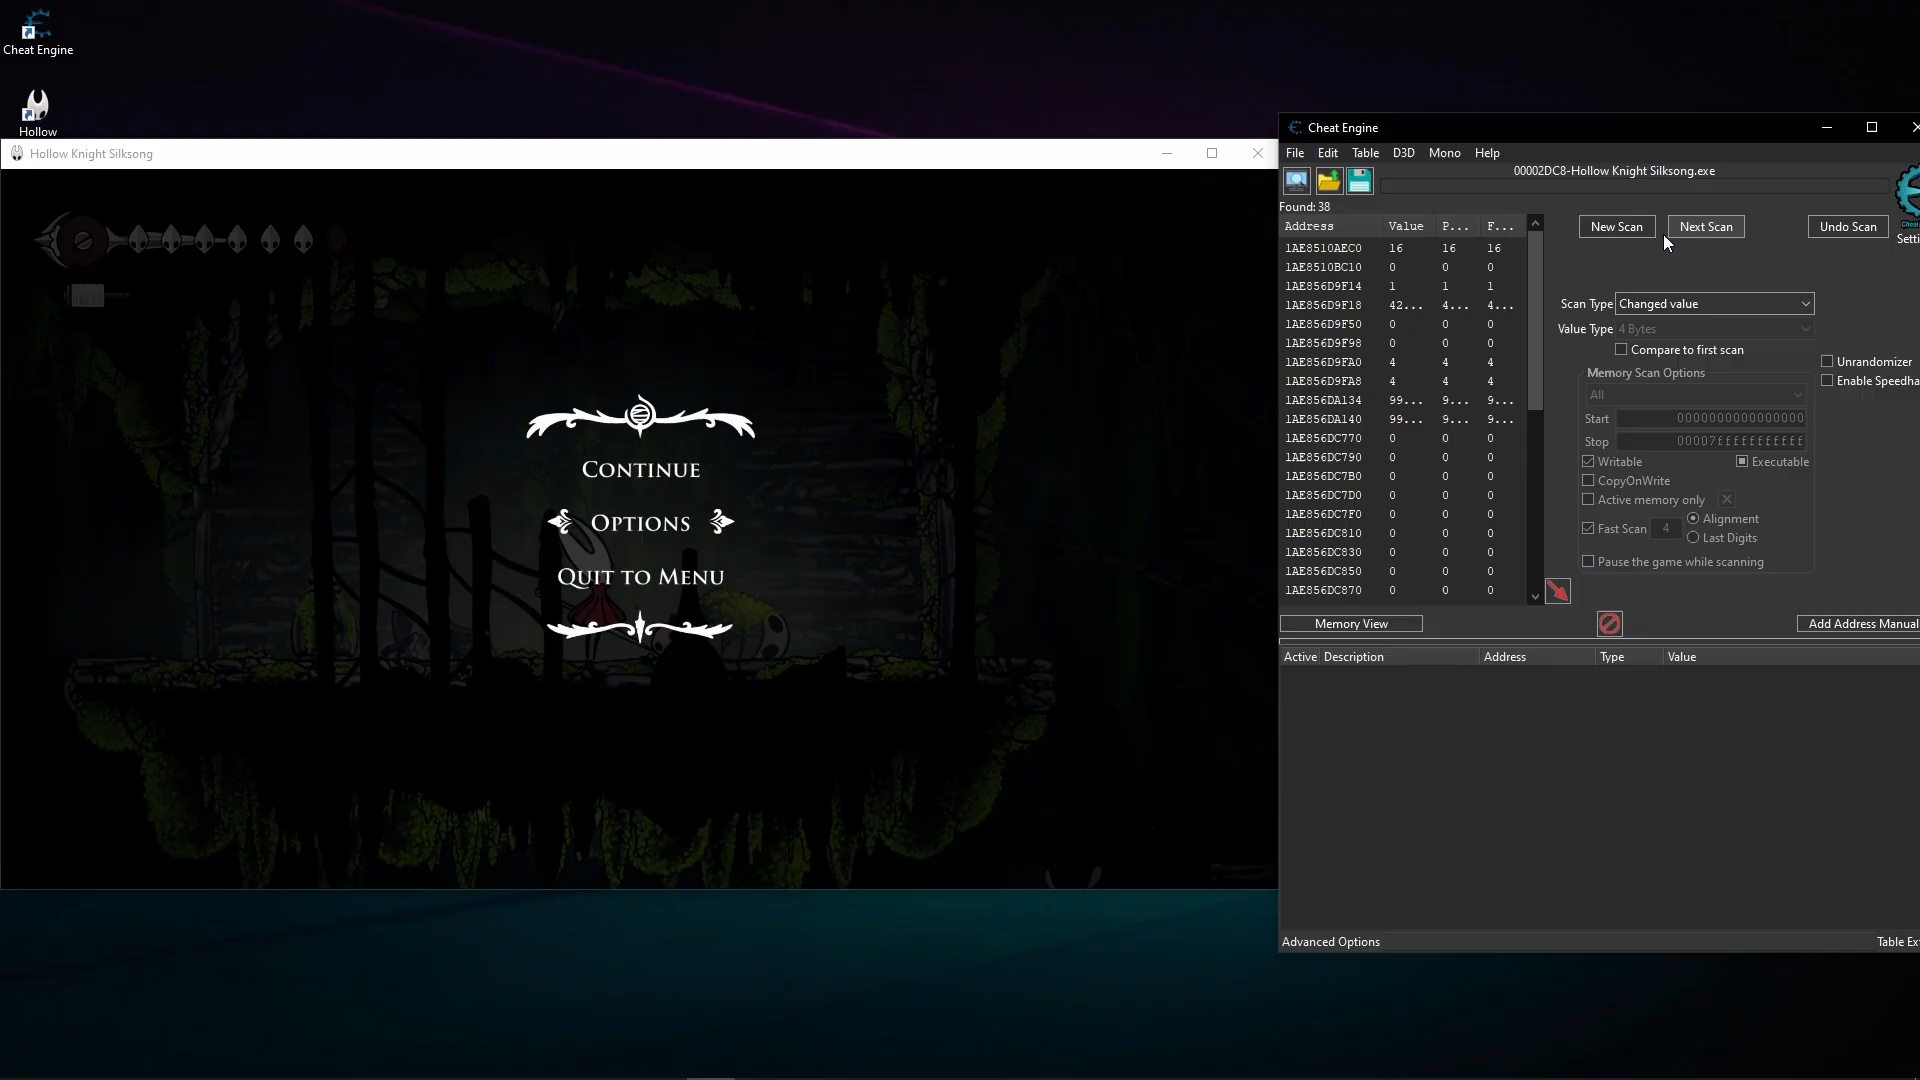 Cheat Engine
Hollow
Hollow Knight Silksong
CONTINUE
OPTIONS
QUIT TO MENU
Cheat Engine
File Edit Table D3D Mono Help
00002DC8-Hollow Knight Silksong.exe
Found: 38
Address Value P... F...
1AE8510AEC0 16 16 16
1AE8510BC10 0 0 0
1AE856D9F14 1 1 1
1AE856D9F18 42... 4... 4...
1AE856D9F50 0 0 0
1AE856D9F98 0 0 0
1AE856D9FA0 4 4 4
1AE856D9FA8 4 4 4
1AE856DA134 99... 9... 9...
1AE856DA140 99... 9... 9...
1AE856DC770 0 0 0
1AE856DC790 0 0 0
1AE856DC7B0 0 0 0
1AE856DC7D0 0 0 0
1AE856DC7F0 0 0 0
1AE856DC810 0 0 0
1AE856DC830 0 0 0
1AE856DC850 0 0 0
1AE856DC870 0 0 0
New Scan Next Scan Undo Scan
Setti
Scan Type Changed value
Value Type 4 Bytes
Compare to first scan
Memory Scan Options
All
Start 0000000000000000
Stop 00007fffffffffff
Writable Executable
CopyOnWrite
Active memory only
Fast Scan 4 Alignment
Last Digits
Pause the game while scanning
Unrandomizer
Enable Speedha
Memory View Add Address Manual
Active Description Address Type Value
Advanced Options Table Ex